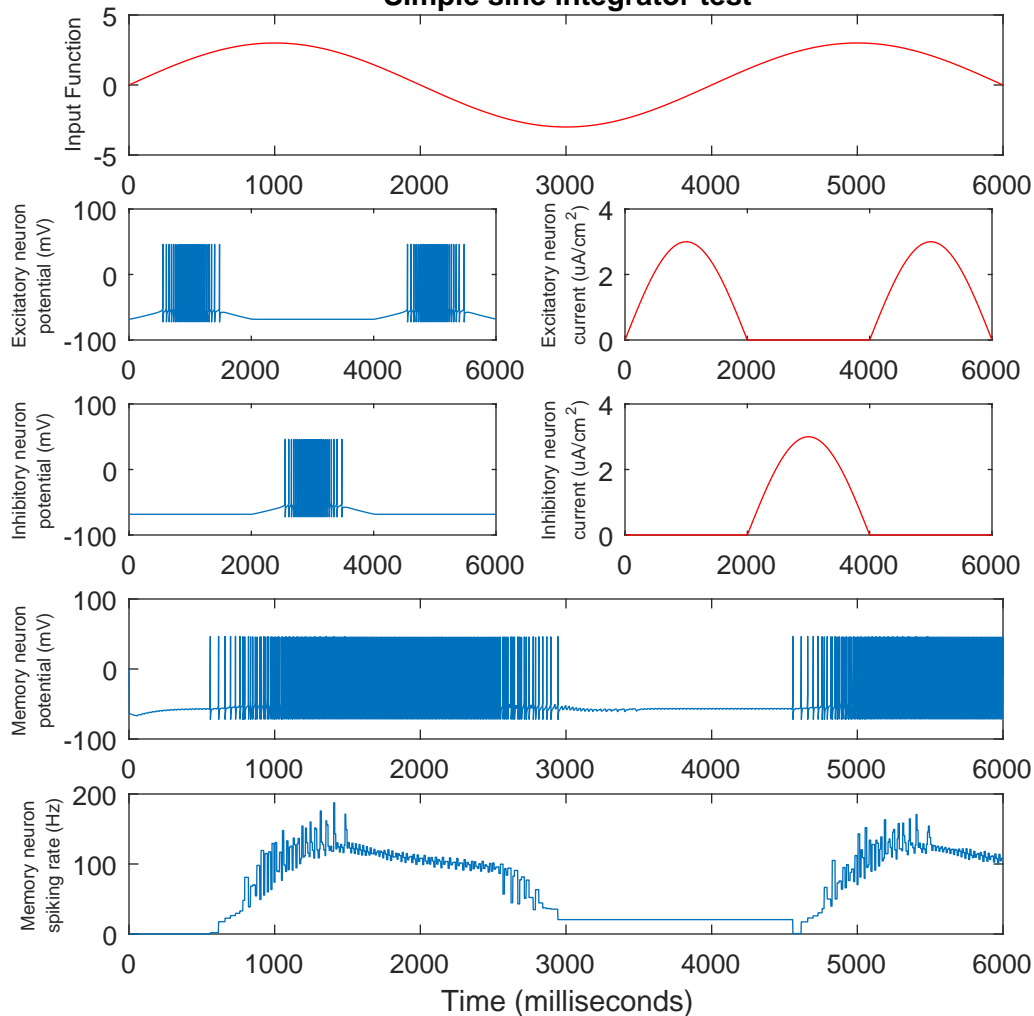 Simple sine integrator test
5
0
-5
Input Function
0 1000 2000 3000 4000 5000 6000
100
0
-100
Excitatory neuron
potential (mV)
0 2000 4000 6000
4
2
0
Excitatory neuron
current (uA/cm²)
0 2000 4000 6000
100
0
-100
Inhibitory neuron
potential (mV)
0 2000 4000 6000
4
2
0
Inhibitory neuron
current (uA/cm²)
0 2000 4000 6000
100
0
-100
Memory neuron
potential (mV)
0 1000 2000 3000 4000 5000 6000
200
100
0
Memory neuron
spiking rate (Hz)
0 1000 2000 3000 4000 5000 6000
Time (milliseconds)